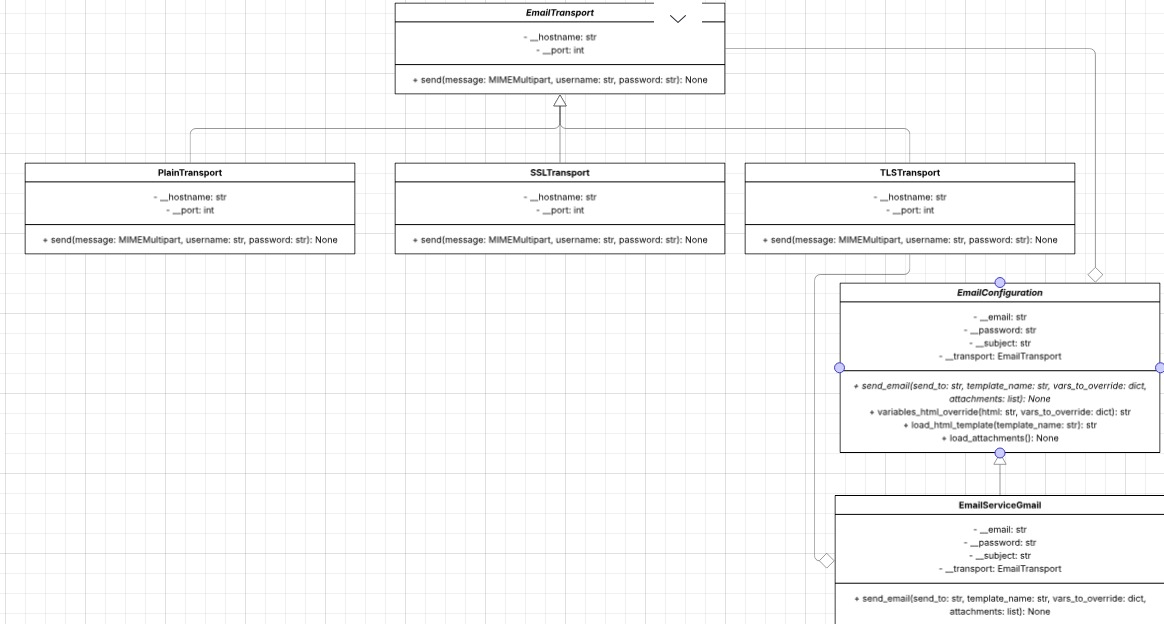 EmailTransport
- __hostname: str
- __port: int
+ send(message: MIMEMultipart, username: str, password: str): None
PlainTransport
- __hostname: str
- __port: int
+ send(message: MIMEMultipart, username: str, password: str): None
SSLTransport
- __hostname: str
- __port: int
+ send(message: MIMEMultipart, username: str, password: str): None
TLSTransport
- __hostname: str
- __port: int
+ send(message: MIMEMultipart, username: str, password: str): None
EmailConfiguration
- __email: str
- __password: str
- __subject: str
- __transport: EmailTransport
+ send_email(send_to: str, template_name: str, vars_to_override: dict,
attachments: list): None
+ variables_html_override(html: str, vars_to_override: dict): str
+ load_html_template(template_name: str): str
+ load_attachments(): None
EmailServiceGmail
- __email: str
- __password: str
- __subject: str
- __transport: EmailTransport
+ send_email(send_to: str, template_name: str, vars_to_override: dict,
attachments: list): None